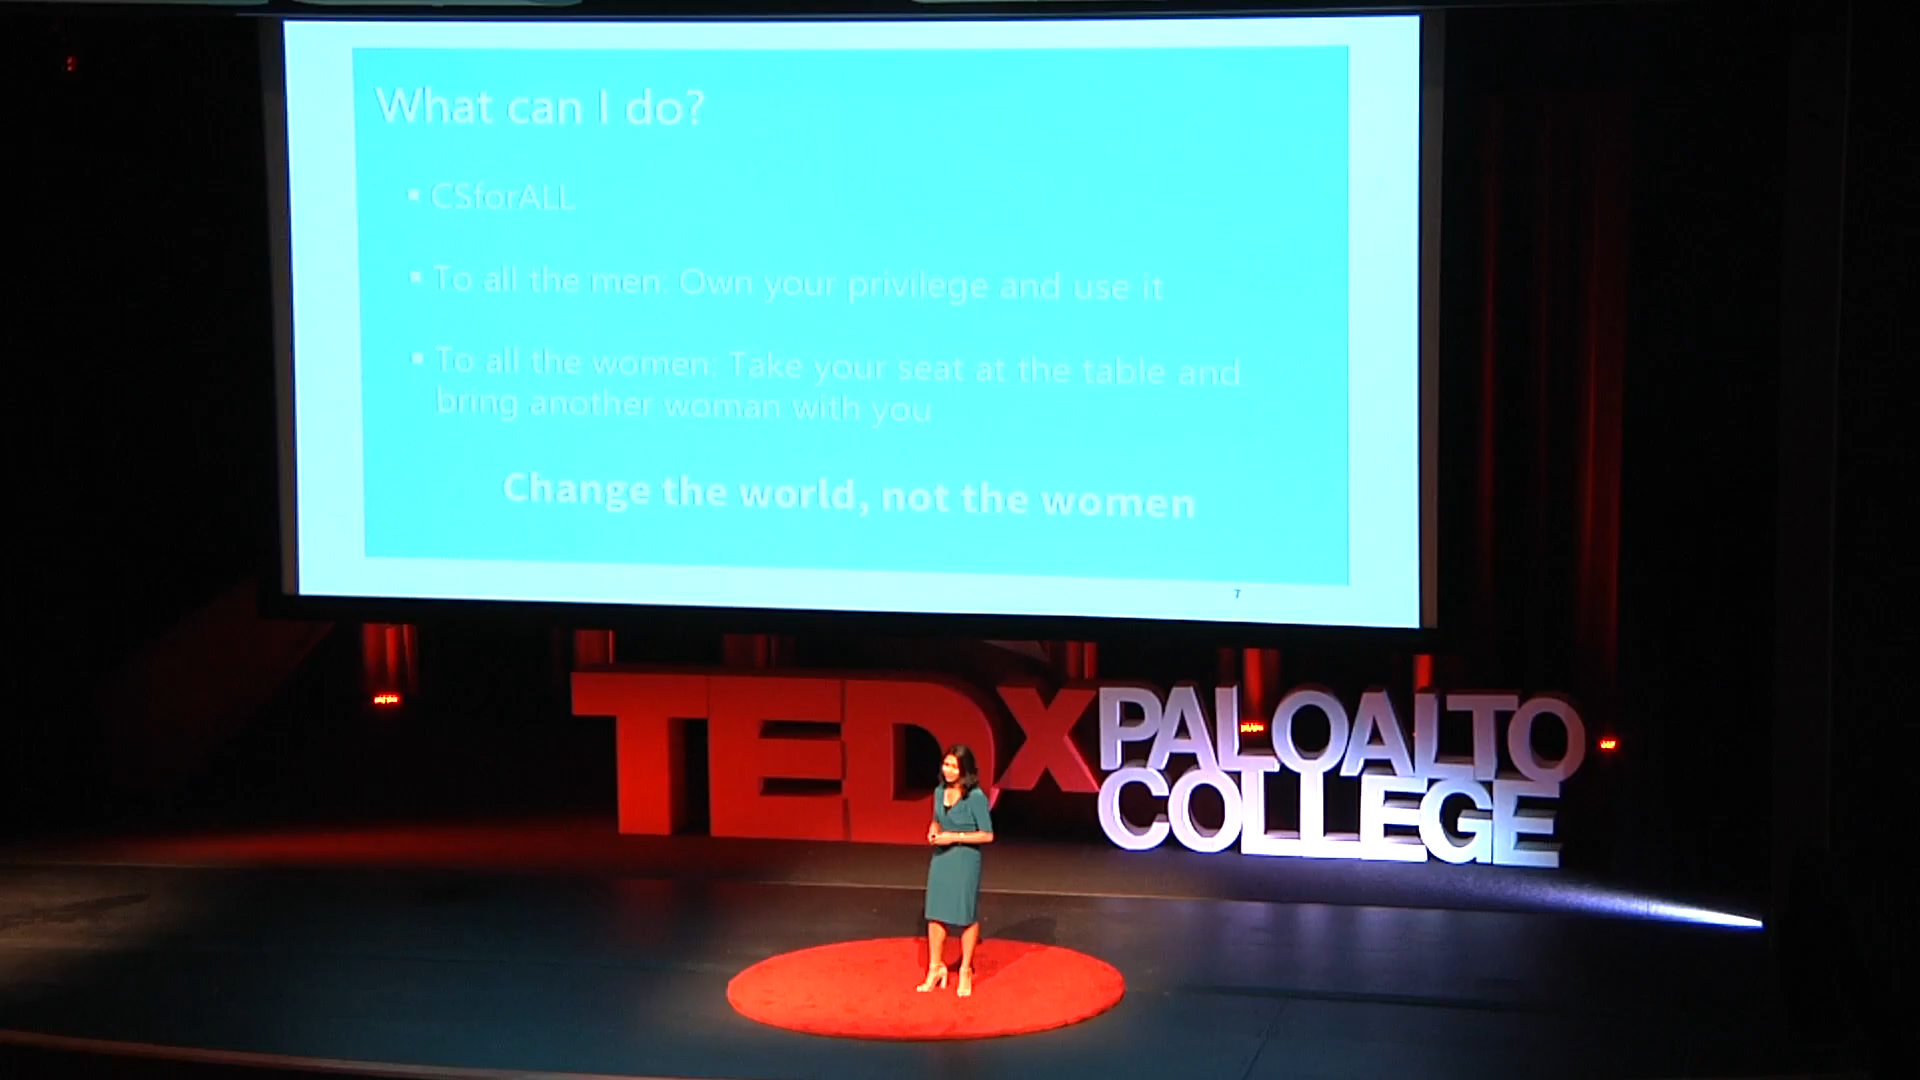 What can I do?
▪ CSforALL
▪ To all the men: Own your privilege and use it
▪ To all the women: Take your seat at the table and
bring another woman with you
Change the world, not the women
7
TEDx PALOALTO
COLLEGE